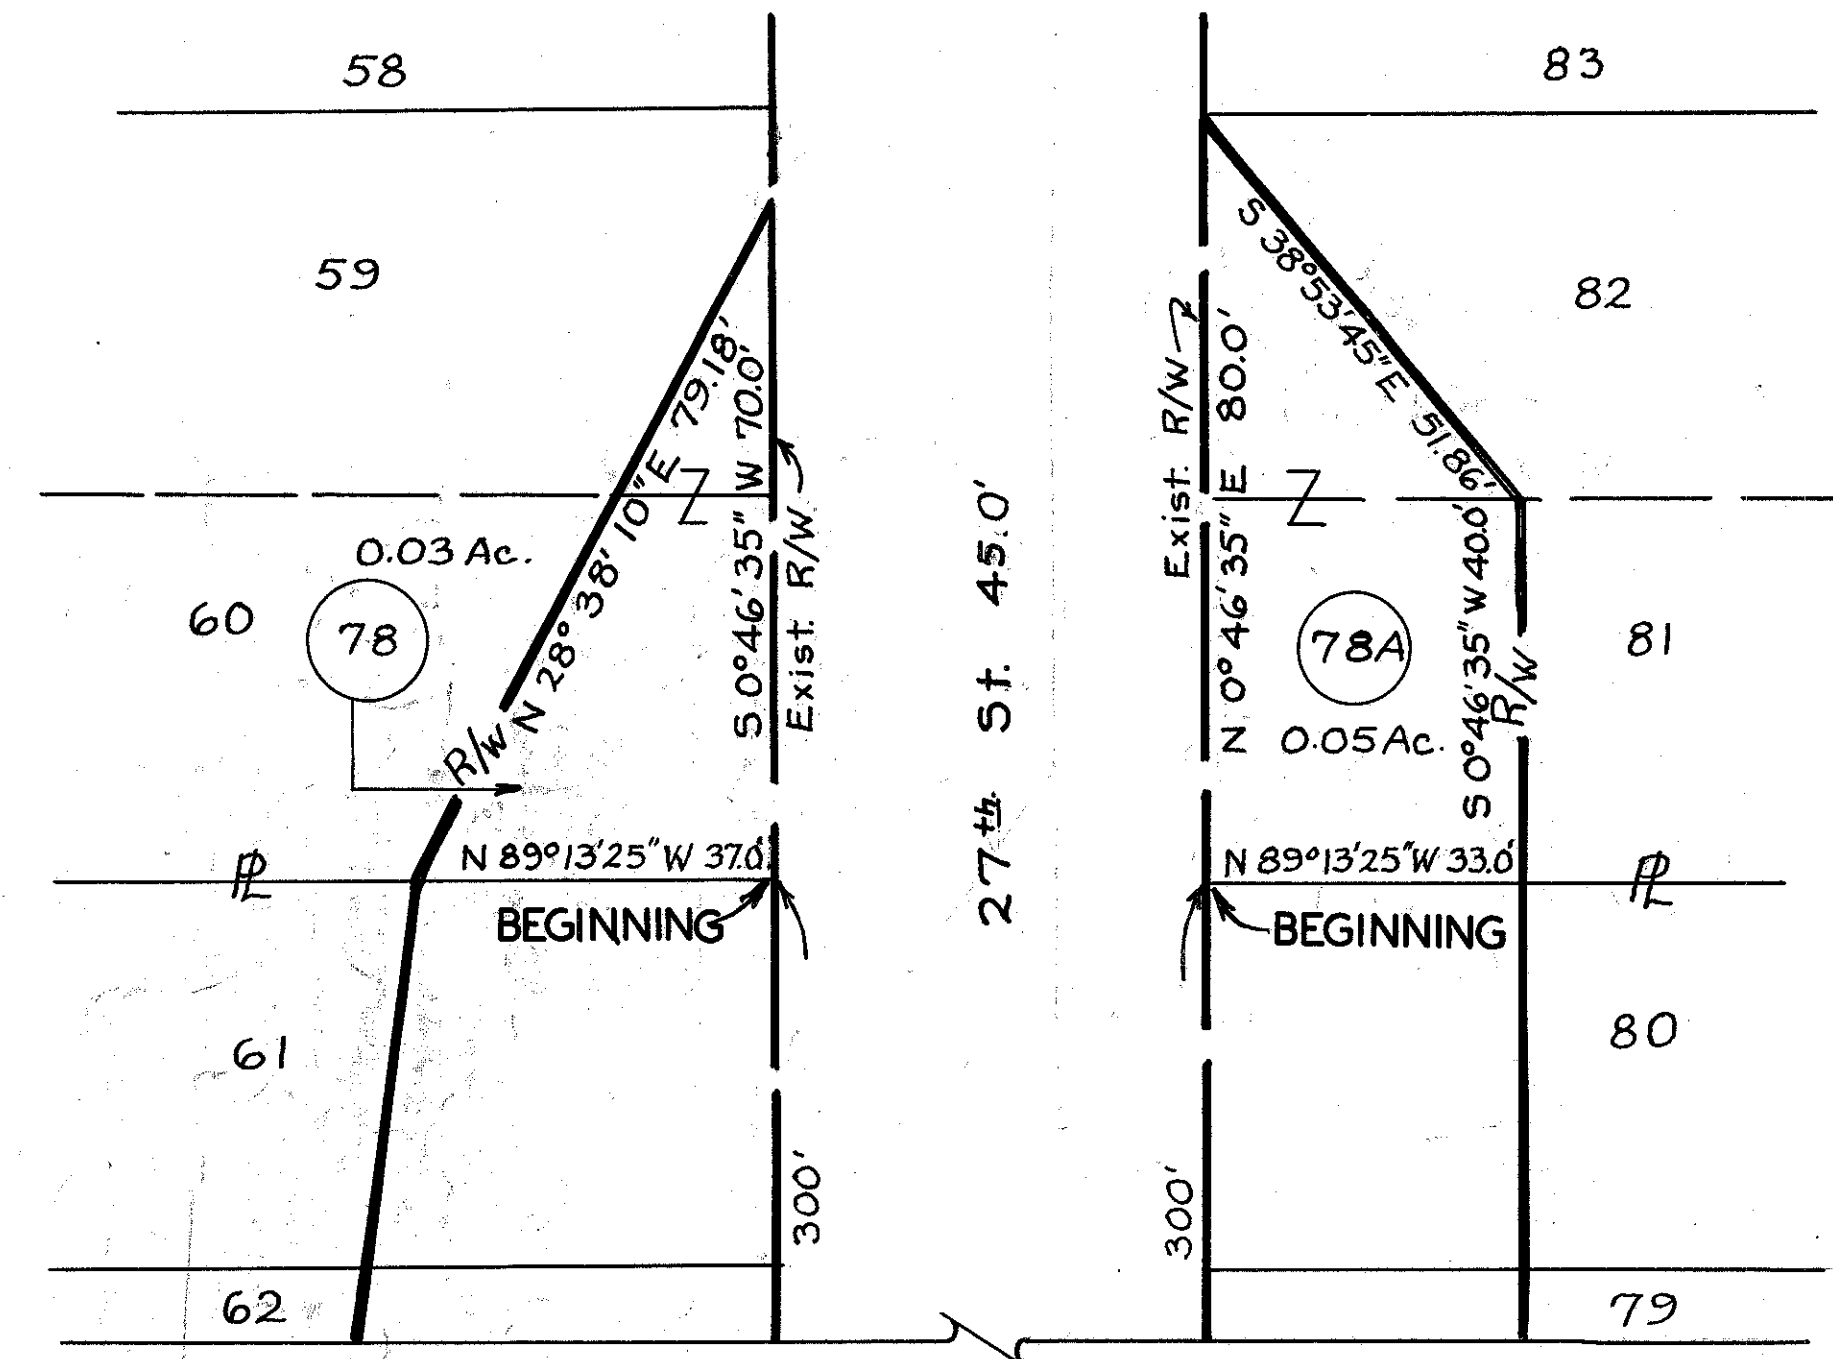 58
83
59
82
N 28° 38' 10" E 79.18'
S 0°46'35" W 70.0'
Exist. R/W
Exist. R/W
N 0°46'35" E 80.0'
S 38°53'45" E 51.86'
S 0°46'35" W 40.0'
R/W
0.03 Ac.
60
78
R/W
27th St. 45.0'
78A
0.05 Ac.
81
N 89°13'25" W 37.0'
N 89°13'25" W 33.0'
PL
PL
BEGINNING
BEGINNING
61
80
300'
300'
62
79